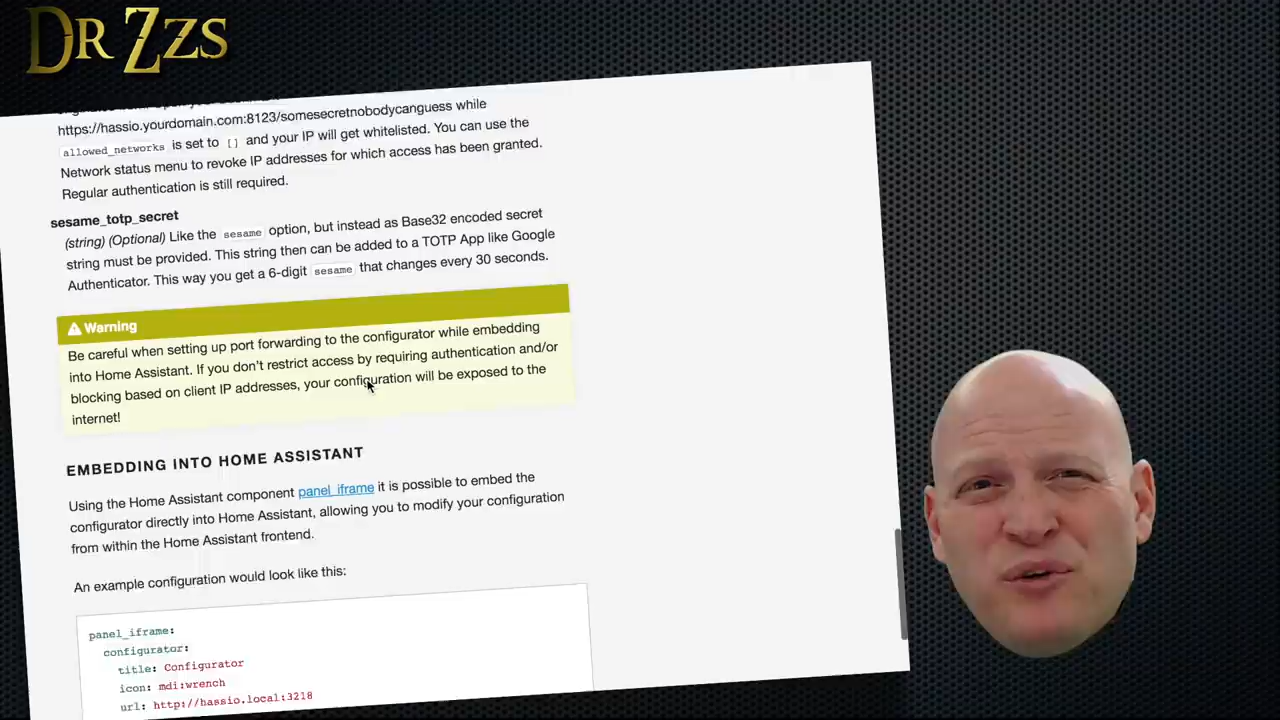 DR ZZS
https://hassio.yourdomain.com:8123/somesecretnobodycanguess while
allowed_networks is set to [] and your IP will get whitelisted. You can use the
Network status menu to revoke IP addresses for which access has been granted.
Regular authentication is still required.
sesame_totp_secret
(string) (Optional) Like the sesame option, but instead as Base32 encoded secret
string must be provided. This string then can be added to a TOTP App like Google
Authenticator. This way you get a 6-digit sesame that changes every 30 seconds.
Warning
Be careful when setting up port forwarding to the configurator while embedding
into Home Assistant. If you don't restrict access by requiring authentication and/or
blocking based on client IP addresses, your configuration will be exposed to the
internet!
EMBEDDING INTO HOME ASSISTANT
Using the Home Assistant component panel_iframe it is possible to embed the
configurator directly into Home Assistant, allowing you to modify your configuration
from within the Home Assistant frontend.
An example configuration would look like this:
panel_iframe:
configurator:
title: Configurator
icon: mdi:wrench
url: http://hassio.local:3218